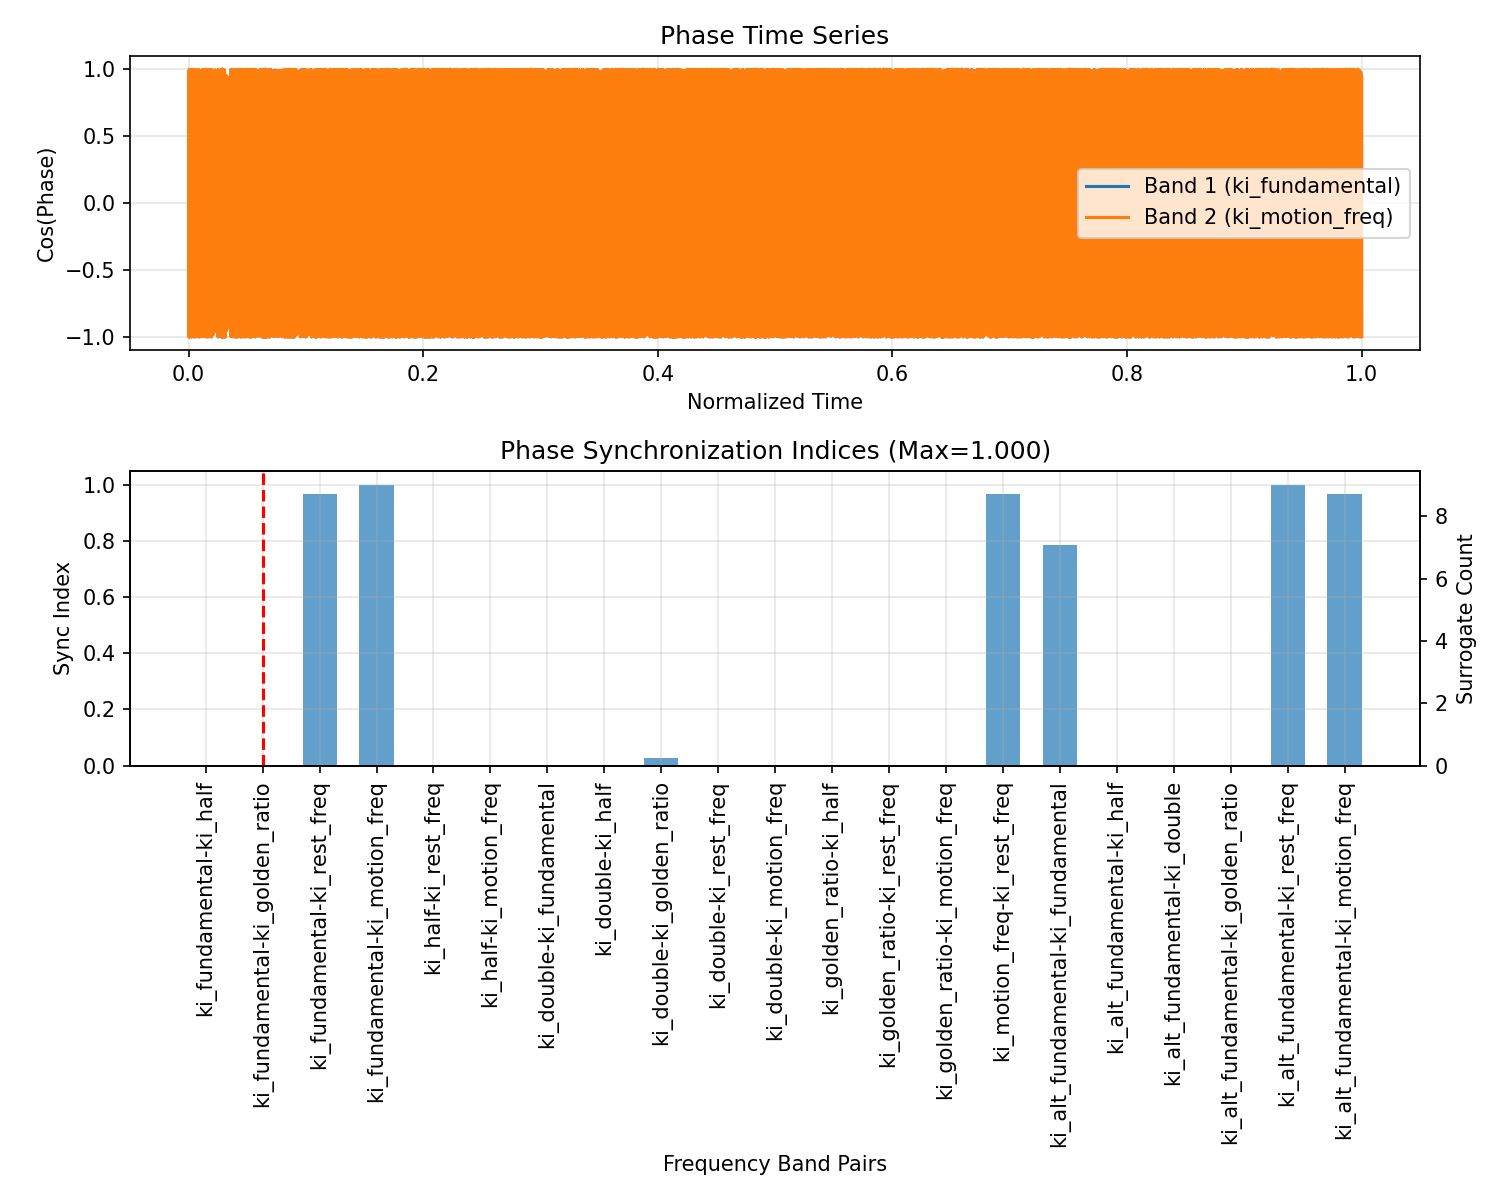 Phase Time Series
1.0
0.5
0.0
−0.5
−1.0
Cos(Phase)
Band 1 (ki_fundamental)
Band 2 (ki_motion_freq)
0.0 0.2 0.4 0.6 0.8 1.0
Normalized Time
Phase Synchronization Indices (Max=1.000)
1.0
0.8
0.6
0.4
0.2
0.0
Sync Index
8
6
4
2
0
Surrogate Count
ki_fundamental-ki_half
ki_fundamental-ki_golden_ratio
ki_fundamental-ki_rest_freq
ki_fundamental-ki_motion_freq
ki_half-ki_rest_freq
ki_half-ki_motion_freq
ki_double-ki_fundamental
ki_double-ki_half
ki_double-ki_golden_ratio
ki_double-ki_rest_freq
ki_double-ki_motion_freq
ki_golden_ratio-ki_half
ki_golden_ratio-ki_rest_freq
ki_golden_ratio-ki_motion_freq
ki_motion_freq-ki_rest_freq
ki_alt_fundamental-ki_fundamental
ki_alt_fundamental-ki_half
ki_alt_fundamental-ki_double
ki_alt_fundamental-ki_golden_ratio
ki_alt_fundamental-ki_rest_freq
ki_alt_fundamental-ki_motion_freq
Frequency Band Pairs